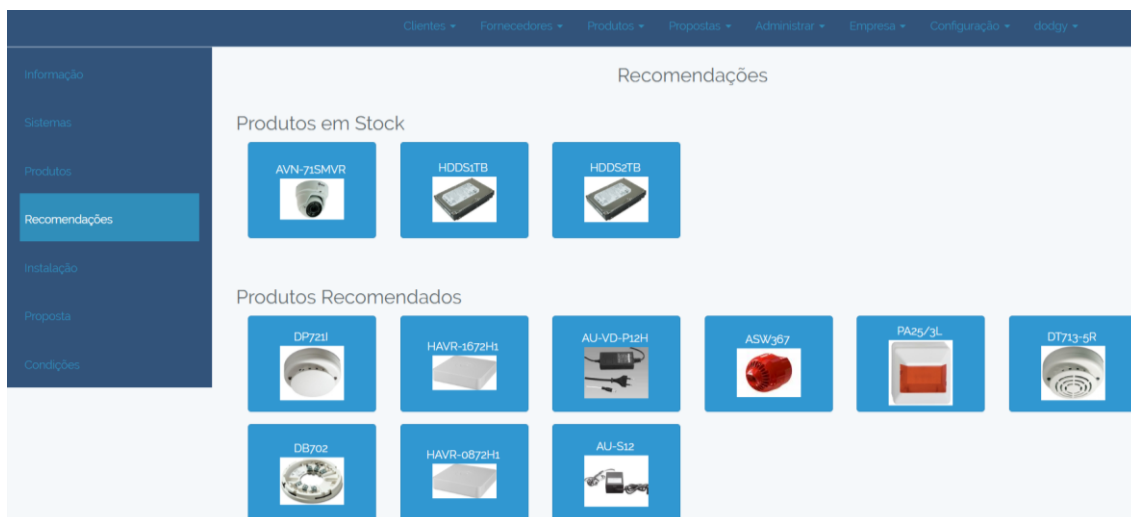 Clientes Fornecedores Produtos Propostas Administrar Empresa Configuração dodgy
Informação
Sistemas
Produtos
Recomendações
Instalação
Proposta
Condições
Recomendações
Produtos em Stock
AVN-71SMVR HDDS1TB HDDS2TB
Produtos Recomendados
DP721I HAVR-1672H1 AU-VD-P12H ASW367 PA25/3L DT713-5R
DB702 HAVR-0872H1 AU-S12